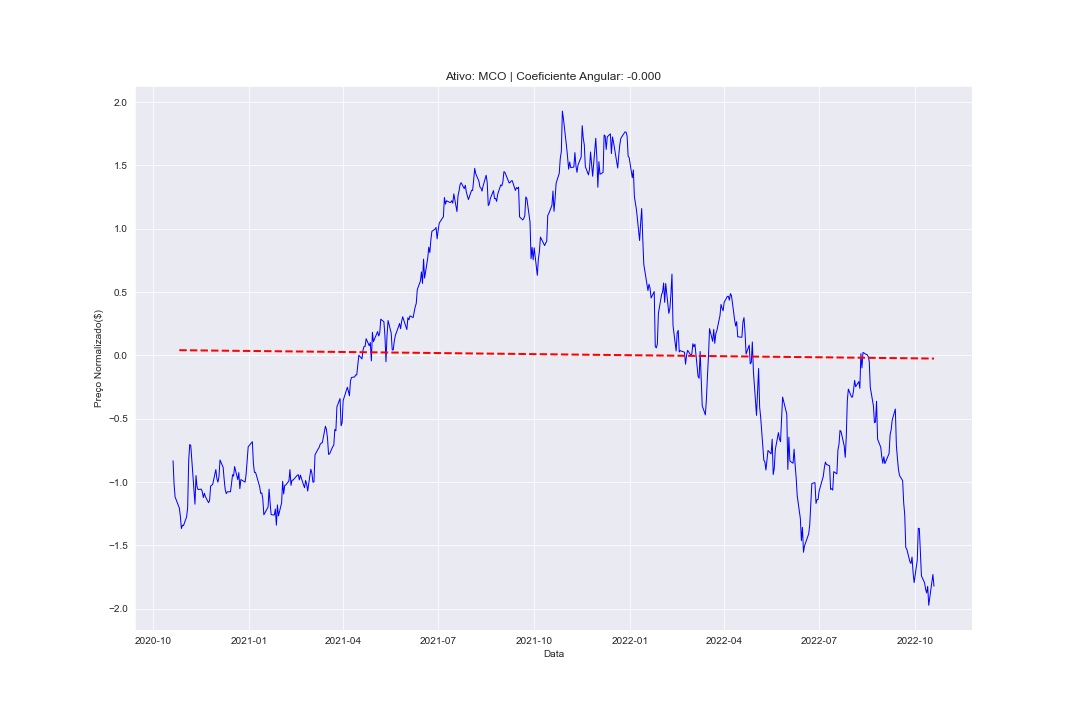 Ativo: MCO | Coeficiente Angular: -0.000
Preço Normalizado($)
2.0
1.5
1.0
0.5
0.0
−0.5
−1.0
−1.5
−2.0
2020-10 2021-01 2021-04 2021-07 2021-10 2022-01 2022-04 2022-07 2022-10
Data